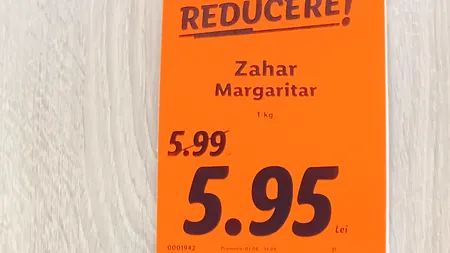 REDUCERE!
Zahar
Margaritar
1 kg
5.99
5.95 Lei
0001942